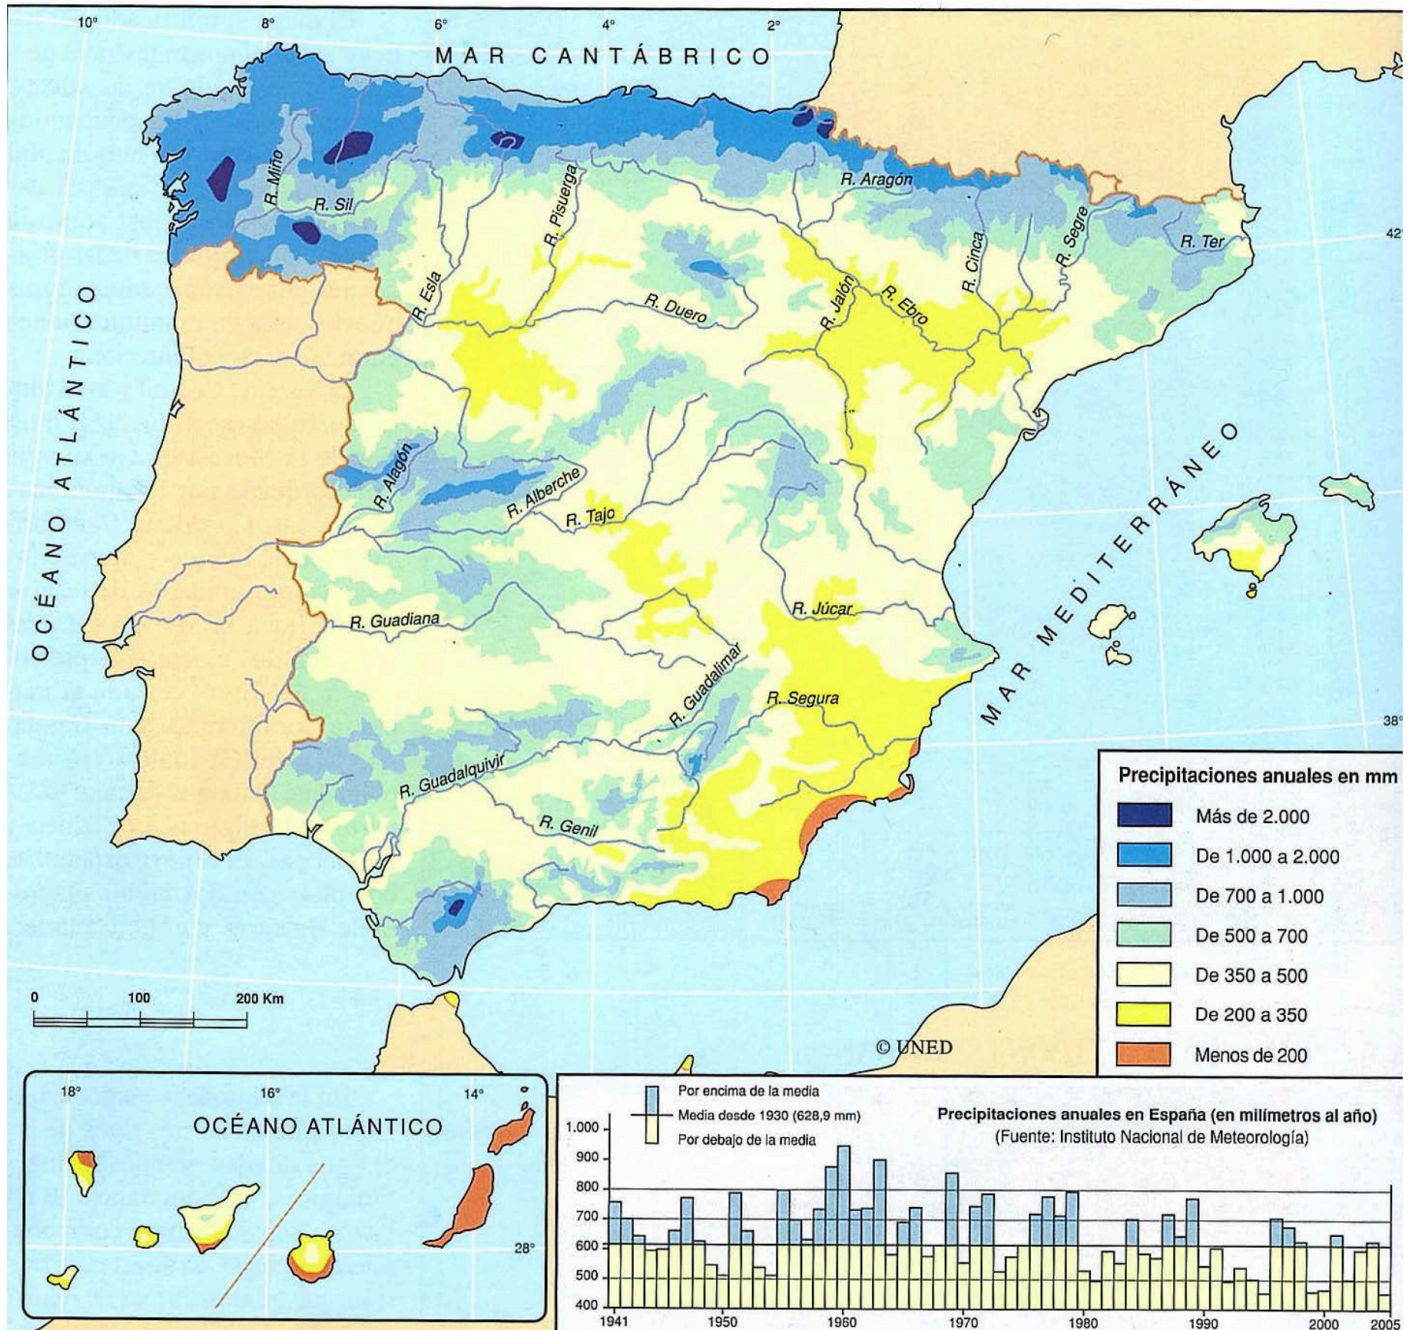 10° 8° 6° 4° 2°
MAR CANTÁBRICO
OCÉANO ATLÁNTICO
MAR MEDITERRÁNEO
42°
38°
R. Miño
R. Sil
R. Esla
R. Pisuerga
R. Duero
R. Aragón
R. Jalón
R. Ebro
R. Cinca
R. Segre
R. Ter
R. Alagón
R. Alberche
R. Tajo
R. Guadiana
R. Júcar
R. Guadalimar
R. Segura
R. Guadalquivir
R. Genil
0 100 200 Km
© UNED
Precipitaciones anuales en mm
Más de 2.000
De 1.000 a 2.000
De 700 a 1.000
De 500 a 700
De 350 a 500
De 200 a 350
Menos de 200
18° 16° 14°
OCÉANO ATLÁNTICO
28°
Por encima de la media
Media desde 1930 (628,9 mm)
Por debajo de la media
Precipitaciones anuales en España (en milímetros al año)
(Fuente: Instituto Nacional de Meteorología)
1.000
900
800
700
600
500
400
1941 1950 1960 1970 1980 1990 2000 2005